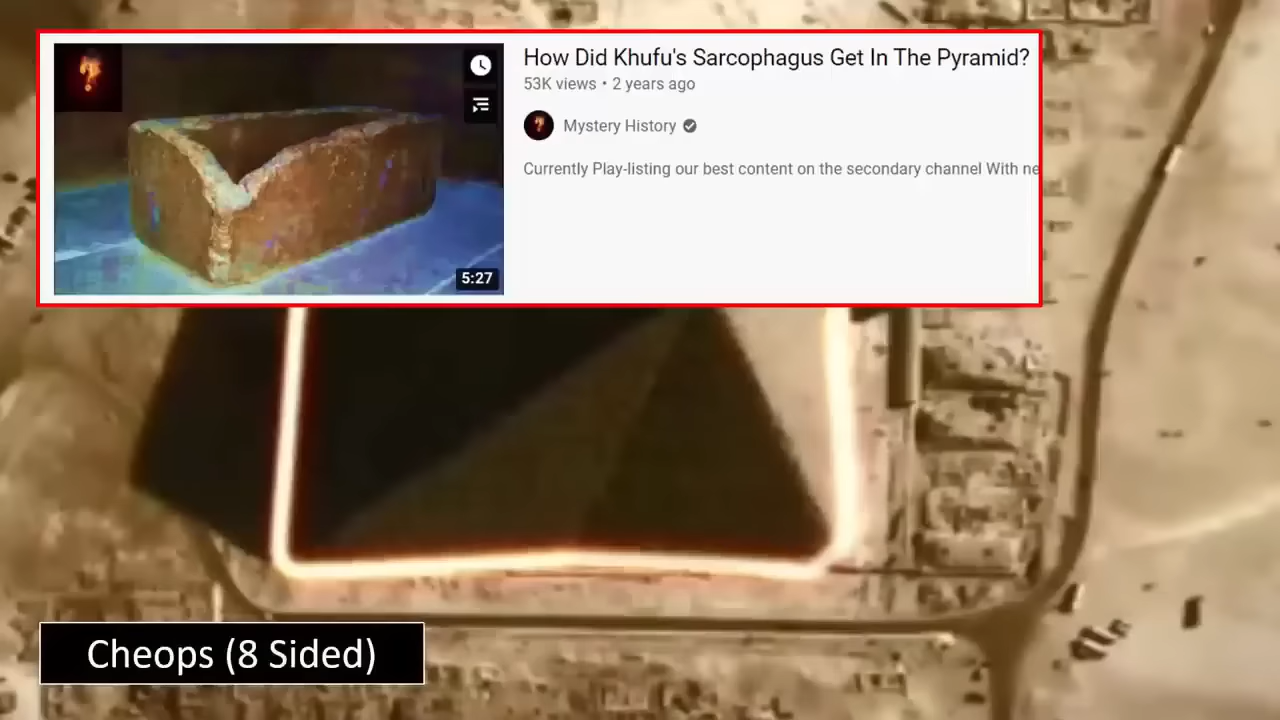 How Did Khufu's Sarcophagus Get In The Pyramid?
53K views • 2 years ago
Mystery History
Currently Play-listing our best content on the secondary channel With ne
5:27
Cheops (8 Sided)